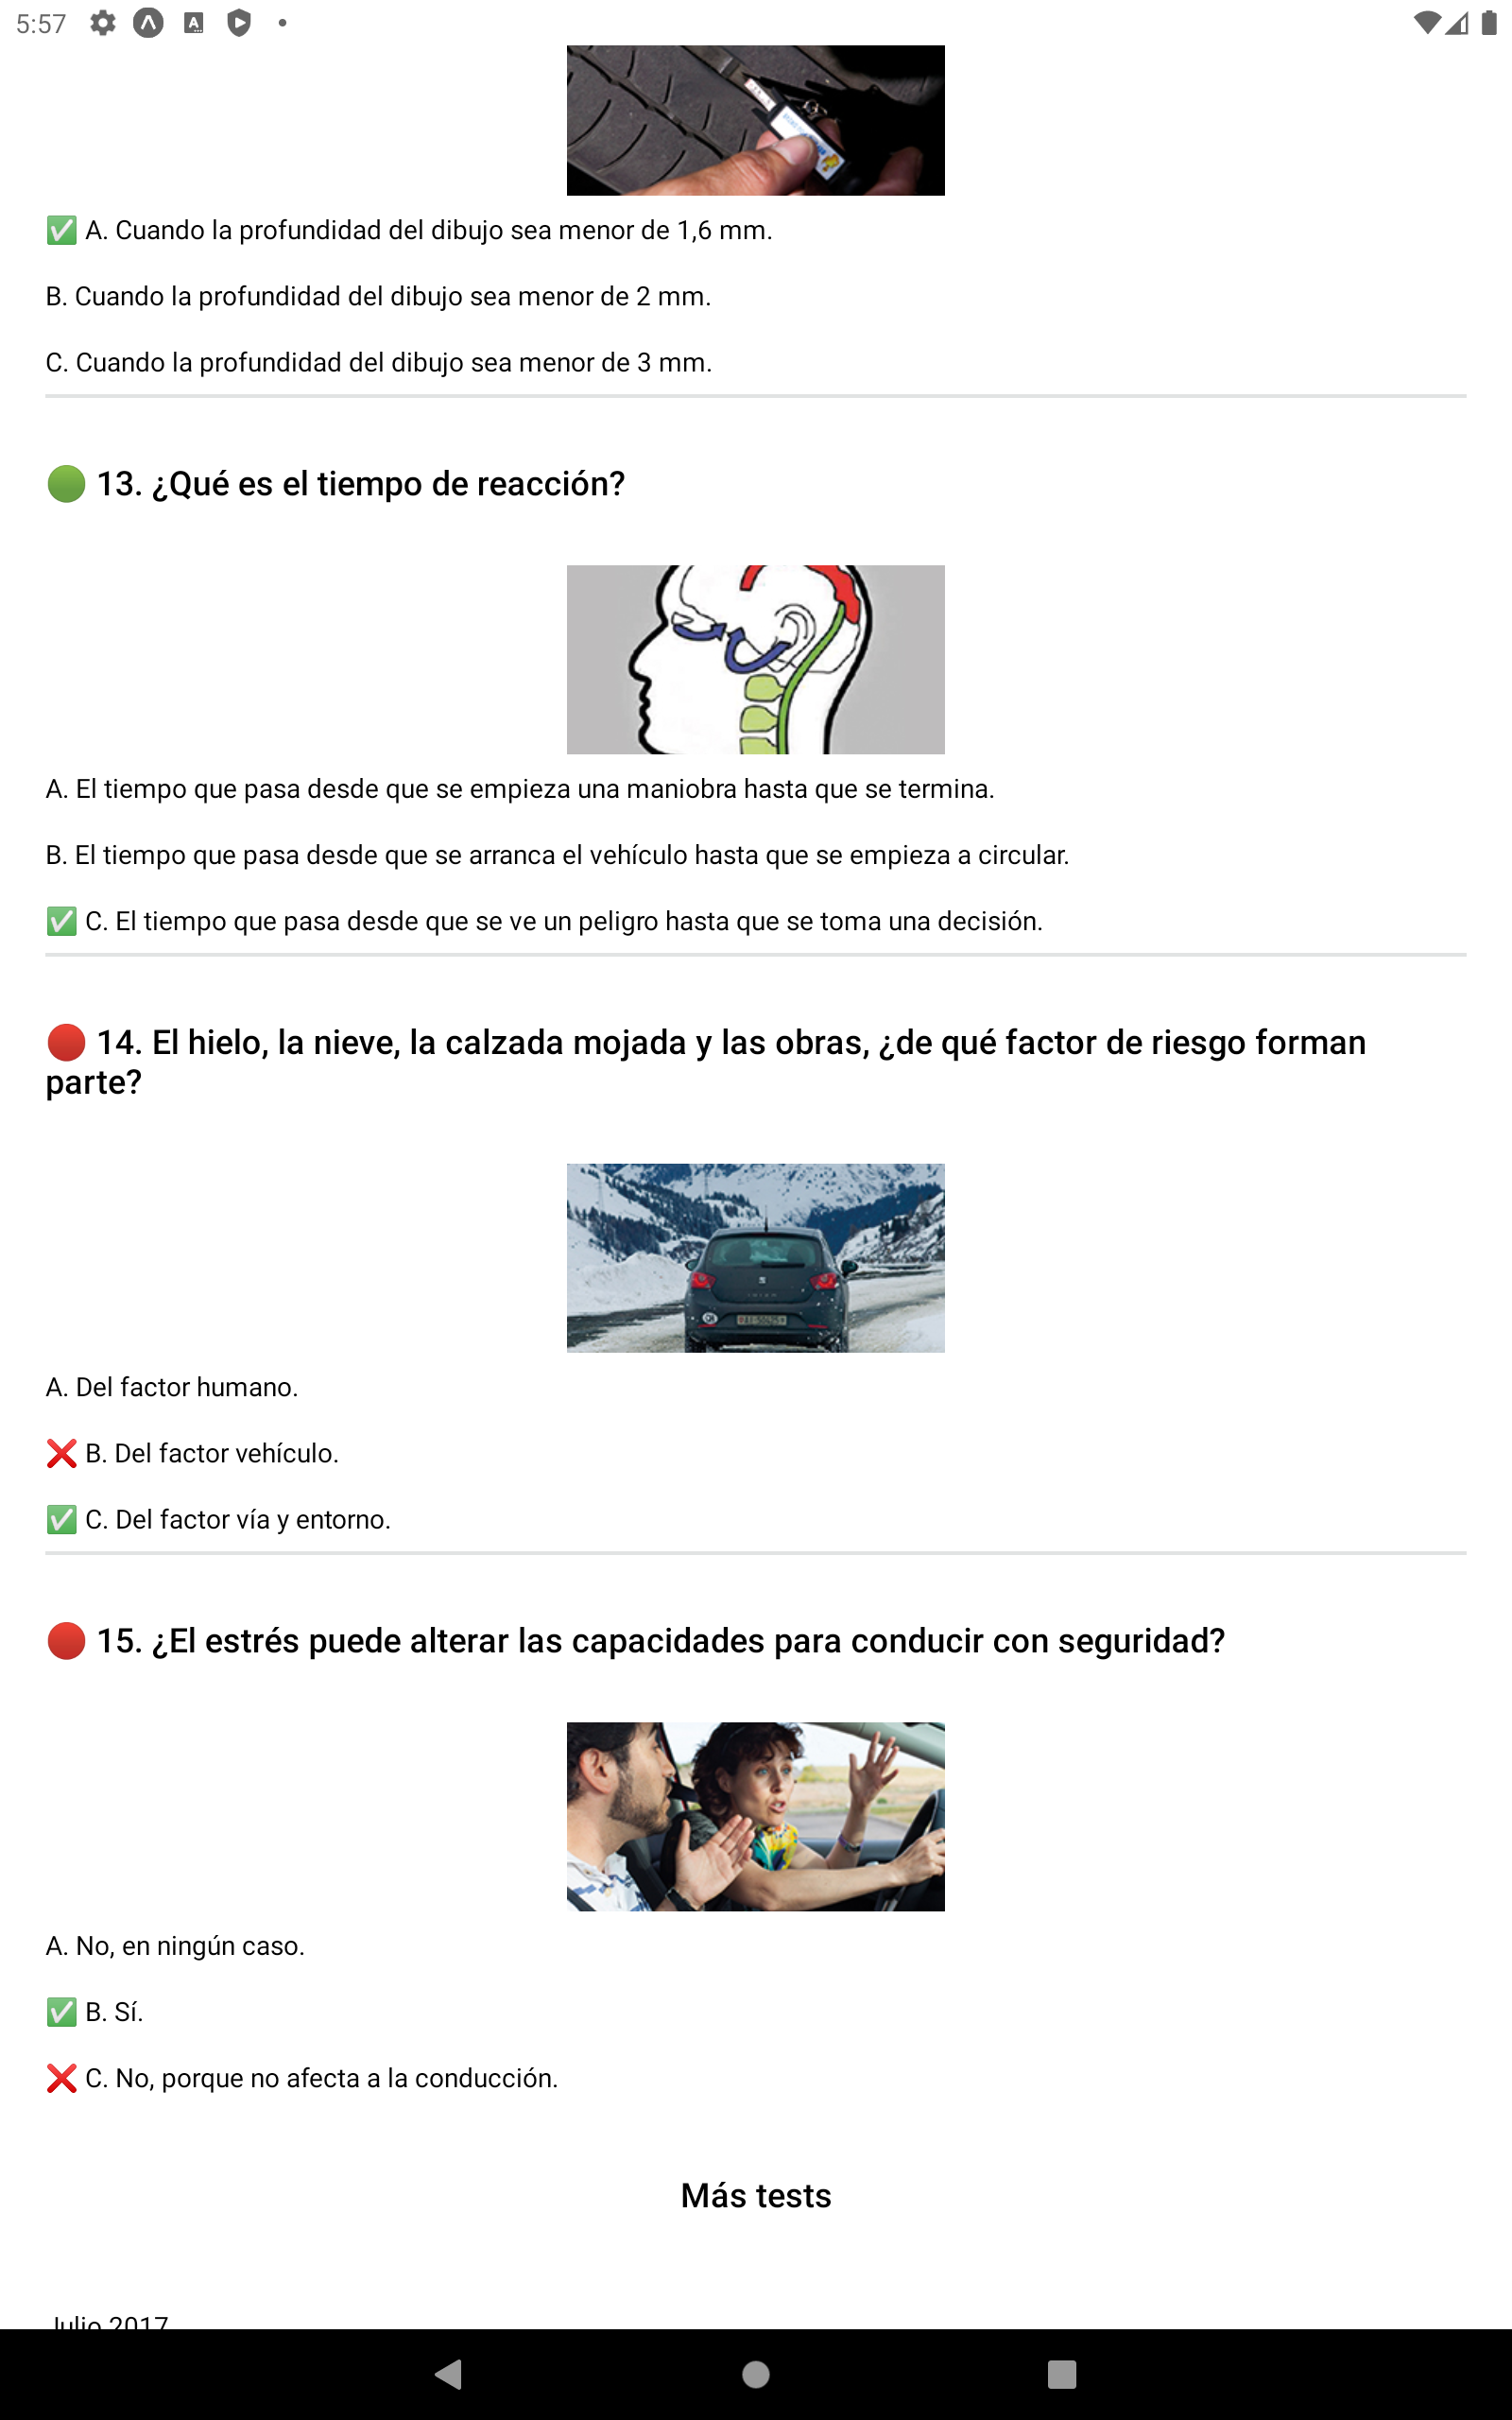 5:57
A. Cuando la profundidad del dibujo sea menor de 1,6 mm.
B. Cuando la profundidad del dibujo sea menor de 2 mm.
C. Cuando la profundidad del dibujo sea menor de 3 mm.
13. ¿Qué es el tiempo de reacción?
A. El tiempo que pasa desde que se empieza una maniobra hasta que se termina.
B. El tiempo que pasa desde que se arranca el vehículo hasta que se empieza a circular.
C. El tiempo que pasa desde que se ve un peligro hasta que se toma una decisión.
14. El hielo, la nieve, la calzada mojada y las obras, ¿de qué factor de riesgo forman
parte?
A. Del factor humano.
B. Del factor vehículo.
C. Del factor vía y entorno.
15. ¿El estrés puede alterar las capacidades para conducir con seguridad?
A. No, en ningún caso.
B. Sí.
C. No, porque no afecta a la conducción.
Más tests
Julio 2017